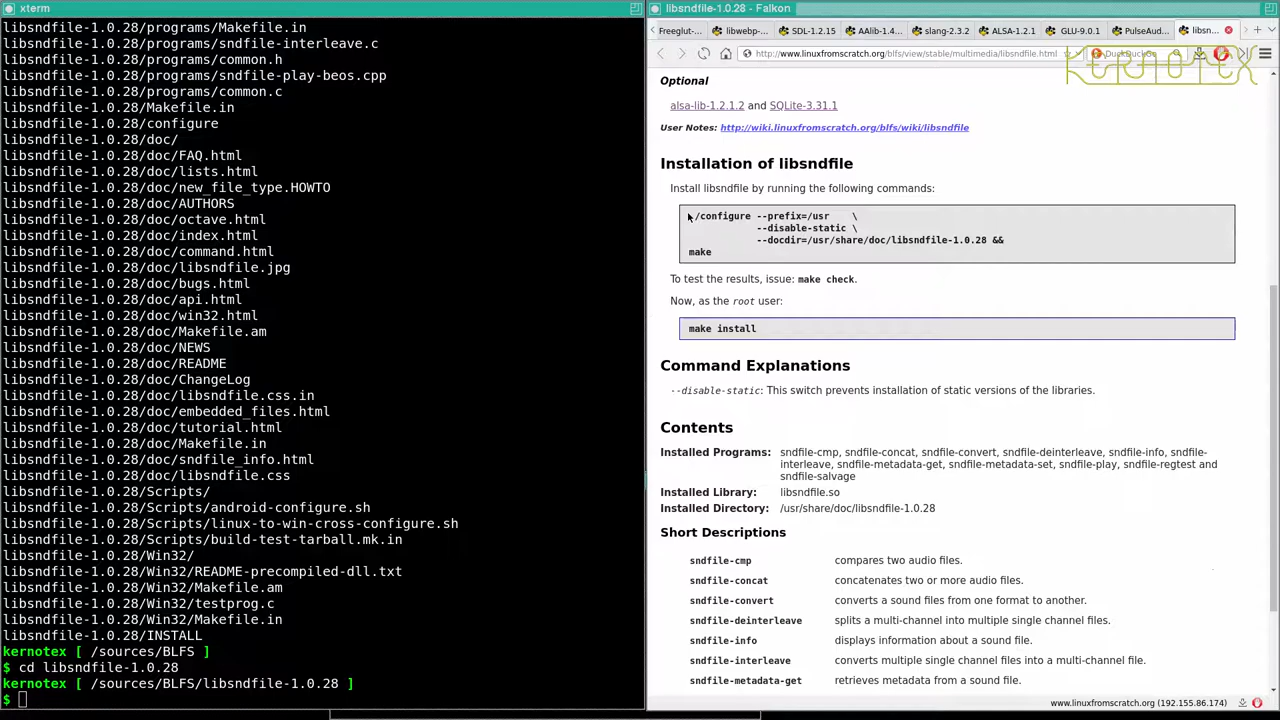 xterm
libsndfile-1.0.28/programs/Makefile.in
libsndfile-1.0.28/programs/sndfile-interleave.c
libsndfile-1.0.28/programs/common.h
libsndfile-1.0.28/programs/sndfile-play-beos.cpp
libsndfile-1.0.28/programs/common.c
libsndfile-1.0.28/Makefile.in
libsndfile-1.0.28/configure
libsndfile-1.0.28/doc/
libsndfile-1.0.28/doc/FAQ.html
libsndfile-1.0.28/doc/lists.html
libsndfile-1.0.28/doc/new_file_type.HOWTO
libsndfile-1.0.28/doc/AUTHORS
libsndfile-1.0.28/doc/octave.html
libsndfile-1.0.28/doc/index.html
libsndfile-1.0.28/doc/command.html
libsndfile-1.0.28/doc/libsndfile.jpg
libsndfile-1.0.28/doc/bugs.html
libsndfile-1.0.28/doc/api.html
libsndfile-1.0.28/doc/win32.html
libsndfile-1.0.28/doc/Makefile.am
libsndfile-1.0.28/doc/NEWS
libsndfile-1.0.28/doc/README
libsndfile-1.0.28/doc/ChangeLog
libsndfile-1.0.28/doc/libsndfile.css.in
libsndfile-1.0.28/doc/embedded_files.html
libsndfile-1.0.28/doc/tutorial.html
libsndfile-1.0.28/doc/Makefile.in
libsndfile-1.0.28/doc/sndfile_info.html
libsndfile-1.0.28/doc/libsndfile.css
libsndfile-1.0.28/Scripts/
libsndfile-1.0.28/Scripts/android-configure.sh
libsndfile-1.0.28/Scripts/linux-to-win-cross-configure.sh
libsndfile-1.0.28/Scripts/build-test-tarball.mk.in
libsndfile-1.0.28/Win32/
libsndfile-1.0.28/Win32/README-precompiled-dll.txt
libsndfile-1.0.28/Win32/Makefile.am
libsndfile-1.0.28/Win32/testprog.c
libsndfile-1.0.28/Win32/Makefile.in
libsndfile-1.0.28/INSTALL
kernotex [ /sources/BLFS ]
$ cd libsndfile-1.0.28
kernotex [ /sources/BLFS/libsndfile-1.0.28 ]
$
libsndfile-1.0.28 - Falkon
Freeglut-... libwebp-... SDL-1.2.15 AAlib-1.4... slang-2.3.2 ALSA-1.2.1 GLU-9.0.1 PulseAud... libsn...
http://www.linuxfromscratch.org/blfs/view/stable/multimedia/libsndfile.html DuckDuckGo
KERNOTEX
Optional
alsa-lib-1.2.1.2 and SQLite-3.31.1
User Notes: http://wiki.linuxfromscratch.org/blfs/wiki/libsndfile
Installation of libsndfile
Install libsndfile by running the following commands:
./configure --prefix=/usr \
--disable-static \
--docdir=/usr/share/doc/libsndfile-1.0.28 &&
make
To test the results, issue: make check.
Now, as the root user:
make install
Command Explanations
--disable-static: This switch prevents installation of static versions of the libraries.
Contents
Installed Programs: sndfile-cmp, sndfile-concat, sndfile-convert, sndfile-deinterleave, sndfile-info, sndfile-
interleave, sndfile-metadata-get, sndfile-metadata-set, sndfile-play, sndfile-regtest and
sndfile-salvage
Installed Library: libsndfile.so
Installed Directory: /usr/share/doc/libsndfile-1.0.28
Short Descriptions
sndfile-cmp compares two audio files.
sndfile-concat concatenates two or more audio files.
sndfile-convert converts a sound files from one format to another.
sndfile-deinterleave splits a multi-channel into multiple single channel files.
sndfile-info displays information about a sound file.
sndfile-interleave converts multiple single channel files into a multi-channel file.
sndfile-metadata-get retrieves metadata from a sound file.
www.linuxfromscratch.org (192.155.86.174)